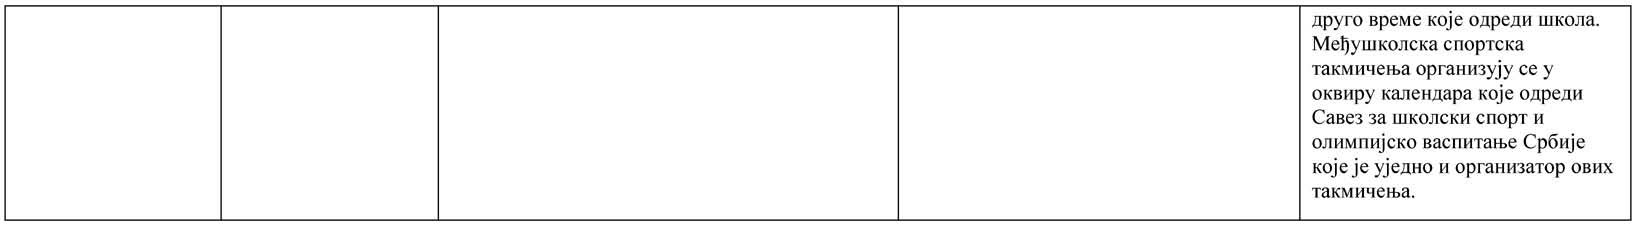 друго време које одреди школа.
Међушколска спортска
такмичења организују се у
оквиру календара које одреди
Савез за школски спорт и
олимпијско васпитање Србије
које је уједно и организатор ових
такмичења.